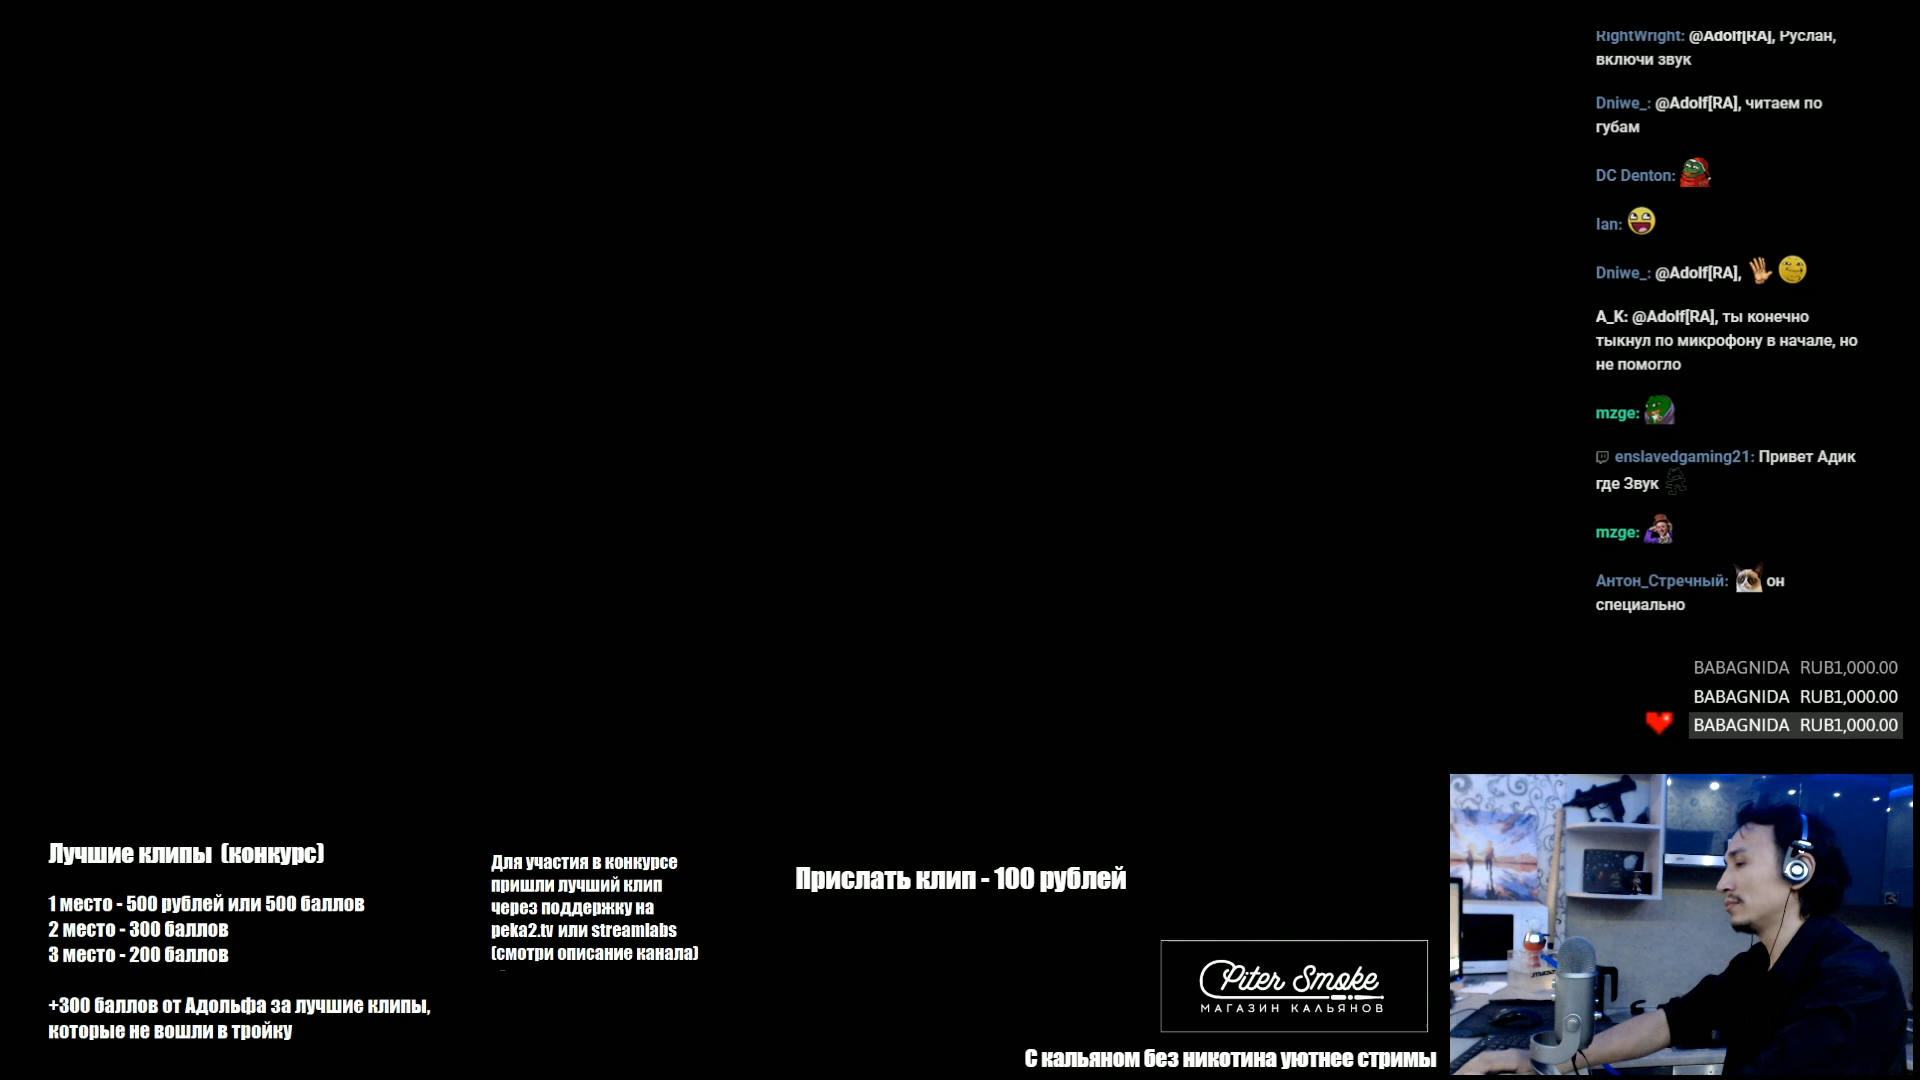 RightWright: @Adolf[RA], Руслан,
включи звук
Dniwe_: @Adolf[RA], читаем по
губам
DC Denton:
Ian:
Dniwe_: @Adolf[RA],
A_K: @Adolf[RA], ты конечно
тыкнул по микрофону в начале, но
не помогло
mzge:
enslavedgaming21: Привет Адик
где Звук
mzge:
Антон_Стречный: он
специально
BABAGNIDA RUB1,000.00
BABAGNIDA RUB1,000.00
BABAGNIDA RUB1,000.00
Лучшие клипы (конкурс)
1 место - 500 рублей или 500 баллов
2 место - 300 баллов
3 место - 200 баллов
+300 баллов от Адольфа за лучшие клипы,
которые не вошли в тройку
Для участия в конкурсе
пришли лучший клип
через поддержку на
peka2.tv или streamlabs
(смотри описание канала)
Прислать клип - 100 рублей
Piter Smoke
МАГАЗИН КАЛЬЯНОВ
С кальяном без никотина уютнее стримы